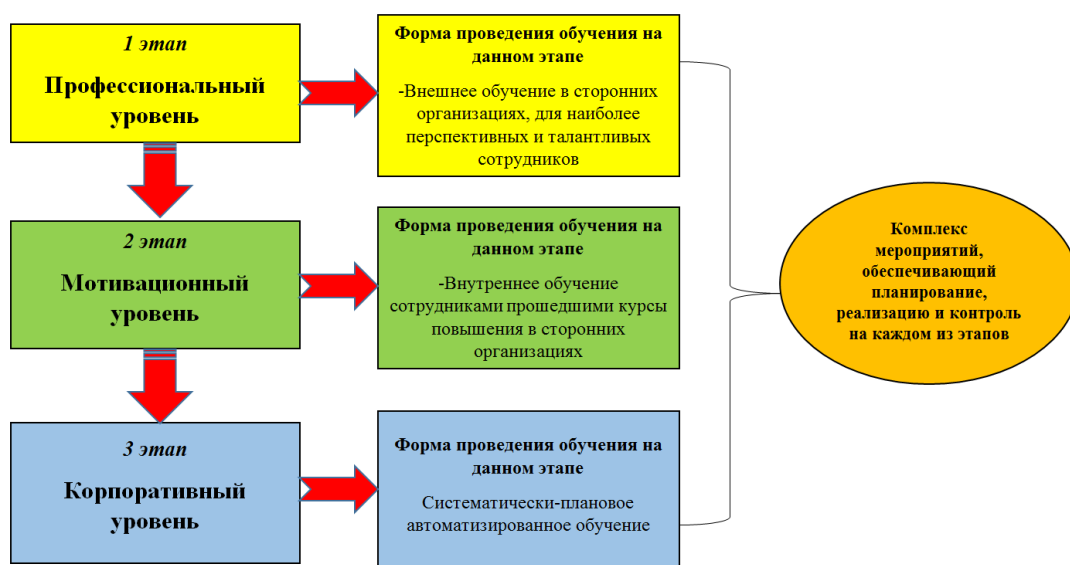 1 этап
Профессиональный
уровень
Форма проведения обучения на
данном этапе
-Внешнее обучение в сторонних
организациях, для наиболее
перспективных и талантливых
сотрудников
2 этап
Мотивационный
уровень
Форма проведения обучения на
данном этапе
-Внутреннее обучение
сотрудниками прошедшими курсы
повышения в сторонних
организациях
3 этап
Корпоративный
уровень
Форма проведения обучения на
данном этапе
Систематически-плановое
автоматизированное обучение
Комплекс
мероприятий,
обеспечивающий
планирование,
реализацию и контроль
на каждом из этапов